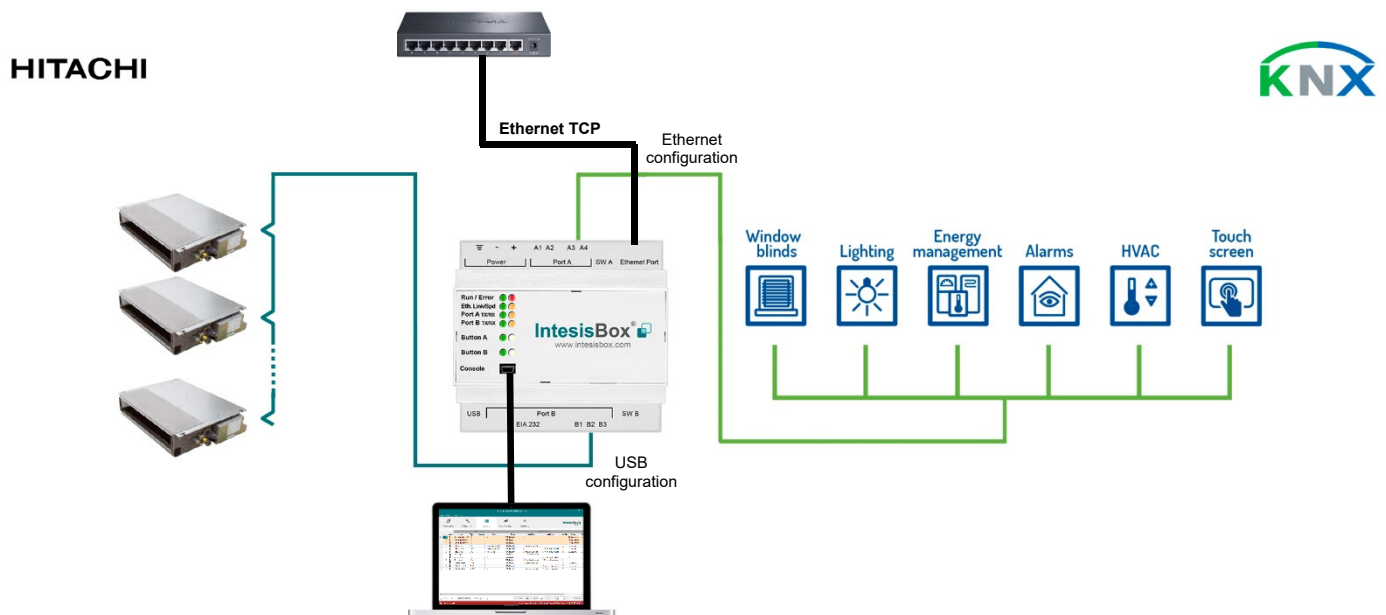 HITACHI
KNX
Ethernet TCP
Ethernet
configuration
- +
A1 A2
A3 A4
Power
Port A
SW A
Ethernet Port
Run / Error
Eth. Link/Spd
Port A TX/RX
Port B TX/RX
Button A
Button B
Console
IntesisBox®
www.intesisbox.com
USB
Port B
SW B
EIA 232
B1 B2 B3
USB
configuration
Window
blinds
Lighting
Energy
management
Alarms
HVAC
Touch
screen